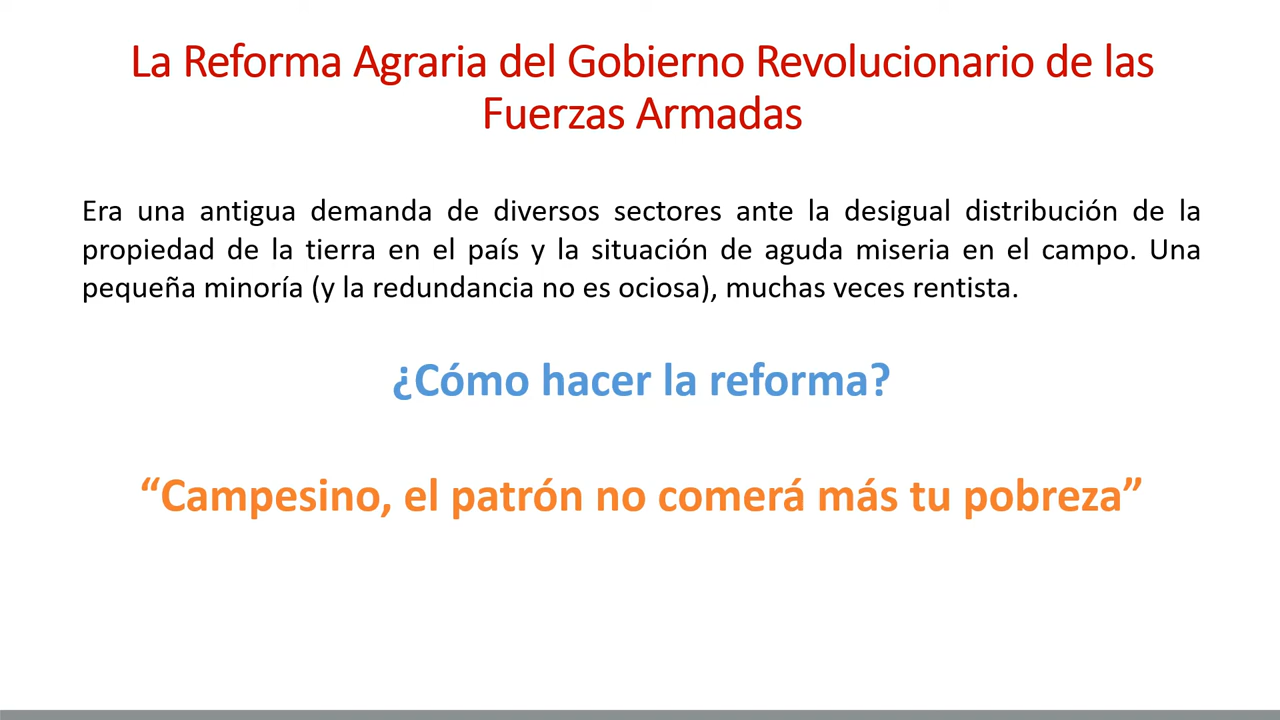 La Reforma Agraria del Gobierno Revolucionario de las
Fuerzas Armadas
Era una antigua demanda de diversos sectores ante la desigual distribución de la
propiedad de la tierra en el país y la situación de aguda miseria en el campo. Una
pequeña minoría (y la redundancia no es ociosa), muchas veces rentista.
¿Cómo hacer la reforma?
“Campesino, el patrón no comerá más tu pobreza”